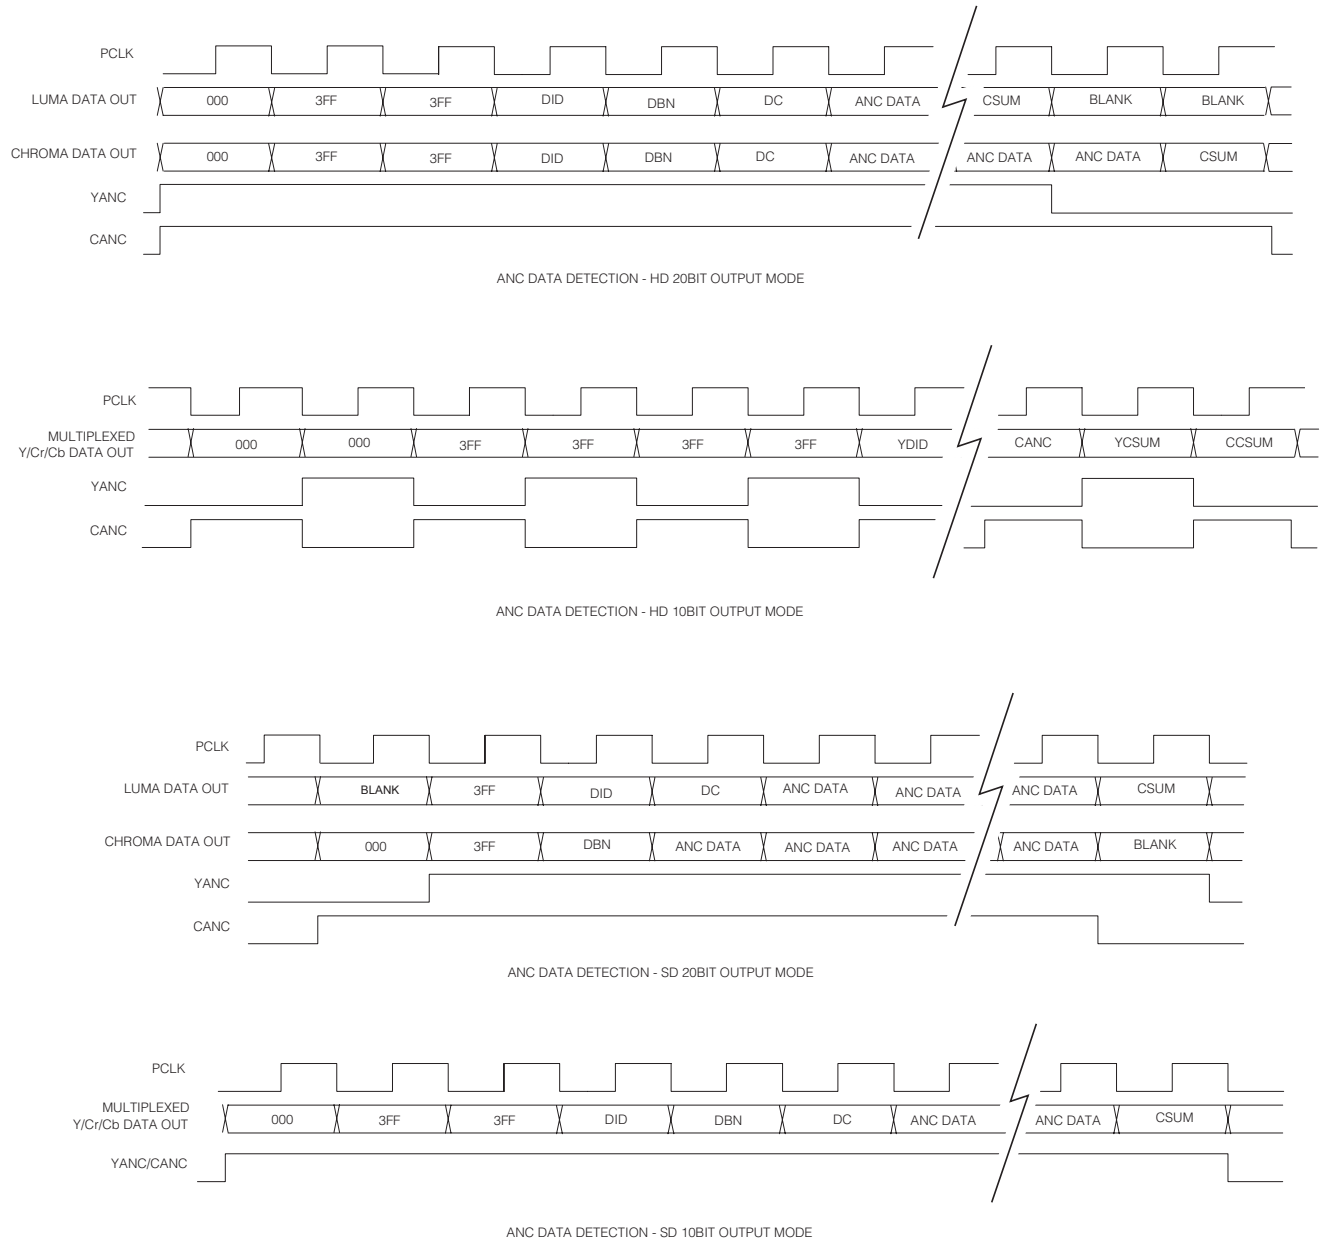 PCLK
LUMA DATA OUT 000 3FF 3FF DID DBN DC ANC DATA CSUM BLANK BLANK
CHROMA DATA OUT 000 3FF 3FF DID DBN DC ANC DATA ANC DATA ANC DATA CSUM
YANC
CANC
ANC DATA DETECTION - HD 20BIT OUTPUT MODE
PCLK
MULTIPLEXED
Y/Cr/Cb DATA OUT 000 000 3FF 3FF 3FF 3FF YDID CANC YCSUM CCSUM
YANC
CANC
ANC DATA DETECTION - HD 10BIT OUTPUT MODE
PCLK
LUMA DATA OUT BLANK 3FF DID DC ANC DATA ANC DATA ANC DATA CSUM
CHROMA DATA OUT 000 3FF DBN ANC DATA ANC DATA ANC DATA ANC DATA BLANK
YANC
CANC
ANC DATA DETECTION - SD 20BIT OUTPUT MODE
PCLK
MULTIPLEXED
Y/Cr/Cb DATA OUT 000 3FF 3FF DID DBN DC ANC DATA ANC DATA CSUM
YANC/CANC
ANC DATA DETECTION - SD 10BIT OUTPUT MODE